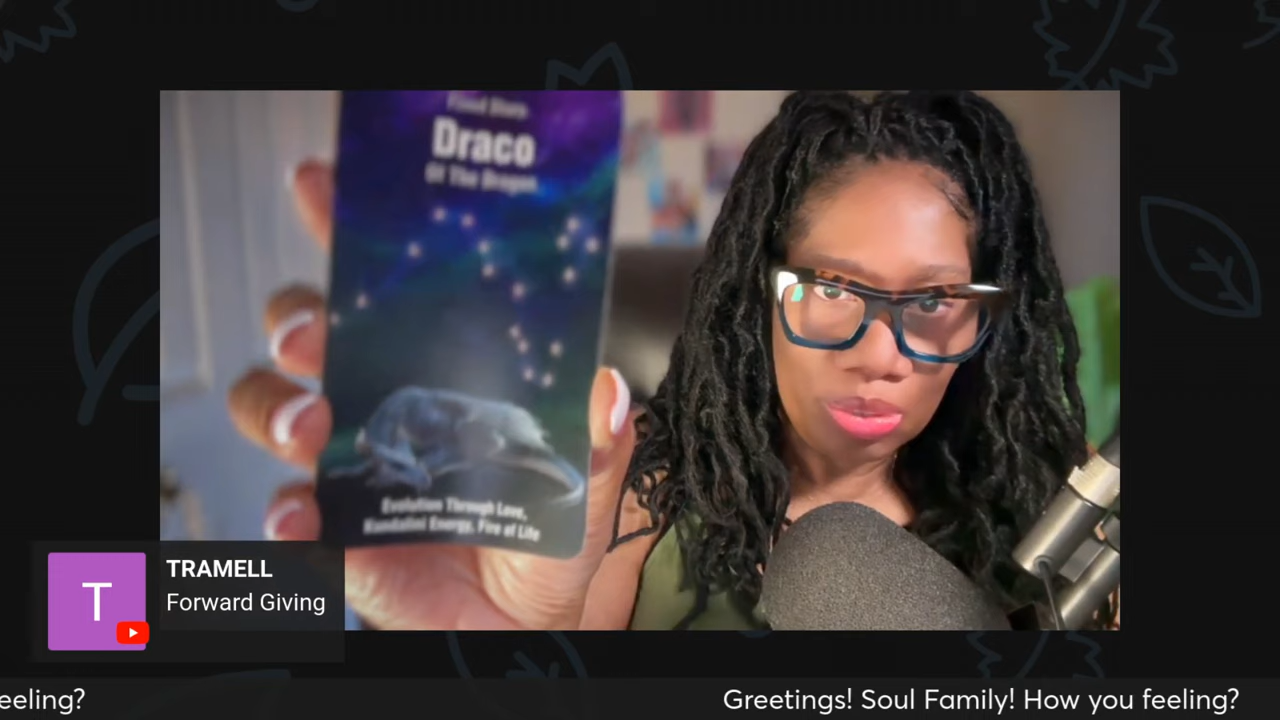 Fixed Stars
Draco
Of The Dragon
Evolution Through Love,
Kundalini Energy, Fire of Life
T
TRAMELL
Forward Giving
eeling?
Greetings! Soul Family! How you feeling?